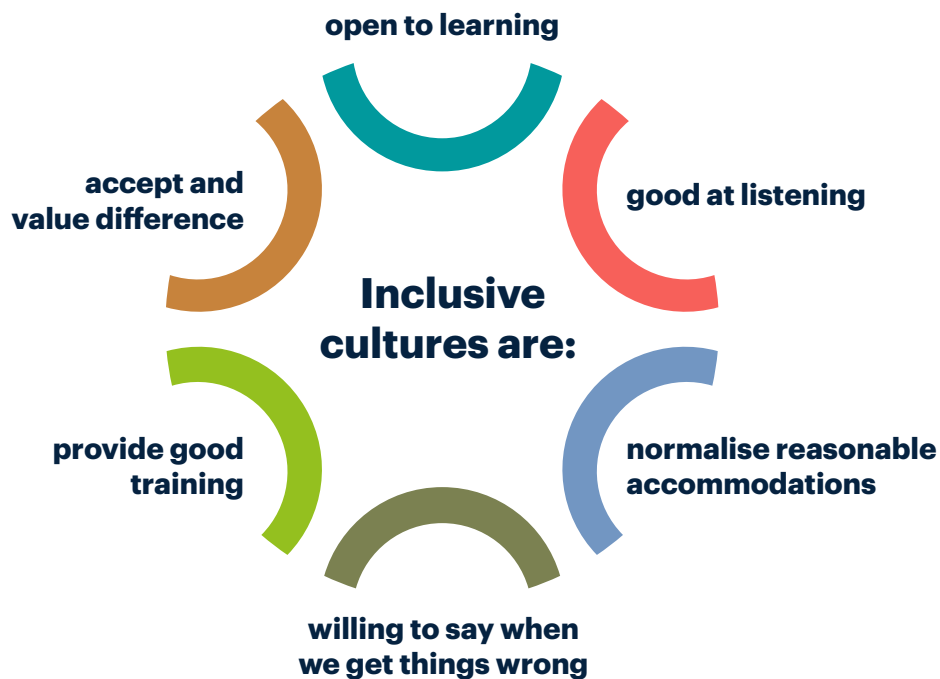 open to learning
good at listening
accept and
value difference
Inclusive
cultures are:
normalise reasonable
accommodations
provide good
training
willing to say when
we get things wrong